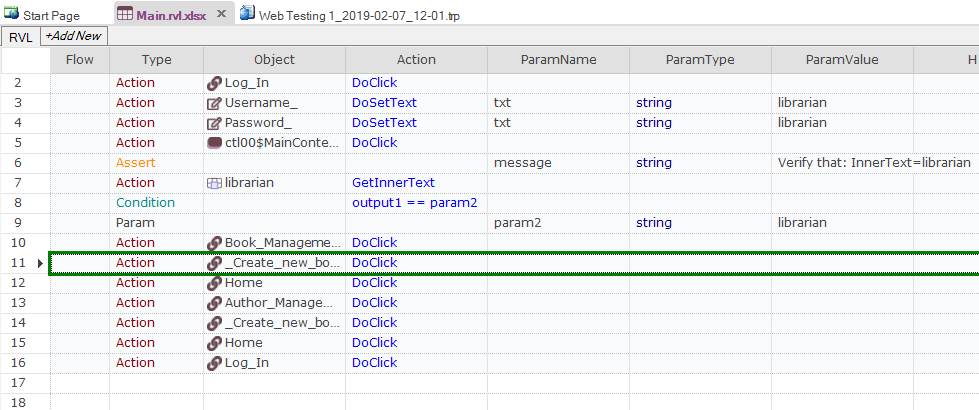 Start Page Main.rvl.xlsx Web Testing 1_2019-02-07_12-01.trp
RVL +Add New
Flow Type Object Action ParamName ParamType ParamValue H
2 Action Log_In DoClick
3 Action Username_ DoSetText txt string librarian
4 Action Password_ DoSetText txt string librarian
5 Action ctl00$MainConte... DoClick
6 Assert message string Verify that: InnerText=librarian
7 Action librarian GetInnerText
8 Condition output1 == param2
9 Param param2 string librarian
10 Action Book_Manageme... DoClick
11 Action _Create_new_bo... DoClick
12 Action Home DoClick
13 Action Author_Manage... DoClick
14 Action _Create_new_bo... DoClick
15 Action Home DoClick
16 Action Log_In DoClick
17
18